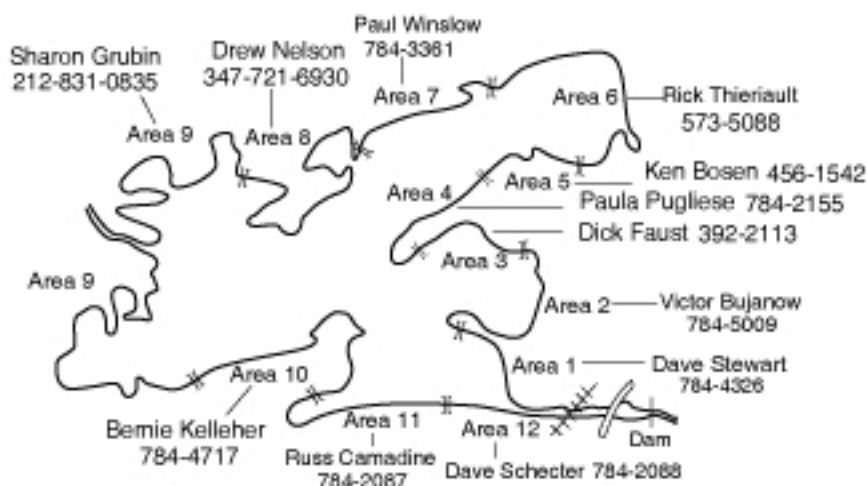 Paul Winslow
784-3361
Sharon Grubin
212-831-0835
Drew Nelson
347-721-6930
Area 7
Area 6
Rick Thieriault
573-5088
Area 9
Area 8
Ken Bosen 456-1542
Area 5
Area 4
Paula Pugliese 784-2155
Dick Faust 392-2113
Area 3
Area 9
Area 2
Victor Bujanow
784-5009
Area 1
Dave Stewart
784-4326
Area 10
Bernie Kelleher
784-4717
Area 11
Russ Camadine
784-2087
Area 12
Dave Schecter 784-2088
Dam